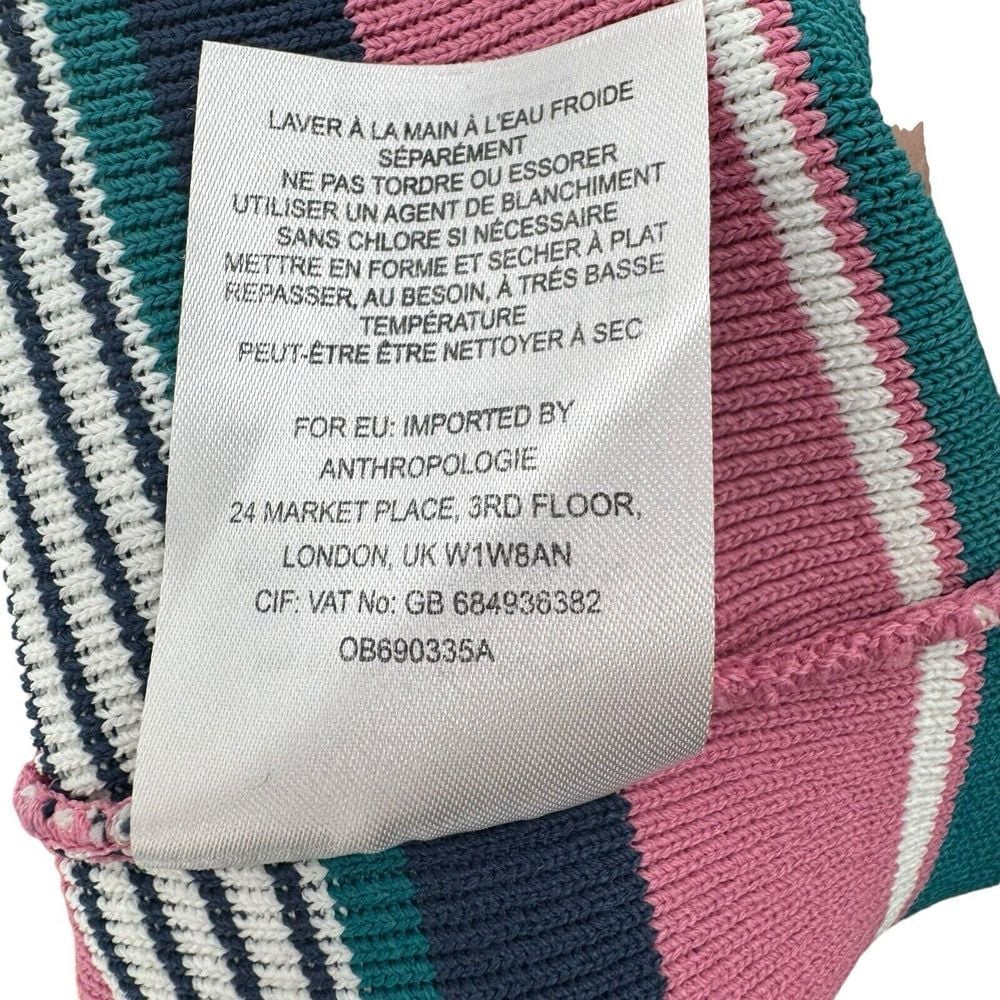 LAVER À LA MAIN À L'EAU FROIDE
SÉPARÉMENT
NE PAS TORDRE OU ESSORER
UTILISER UN AGENT DE BLANCHIMENT
SANS CHLORE SI NÉCESSAIRE
METTRE EN FORME ET SECHER À PLAT
REPASSER, AU BESOIN, À TRÉS BASSE
TEMPÉRATURE
PEUT-ÊTRE ÊTRE NETTOYER À SEC
FOR EU: IMPORTED BY
ANTHROPOLOGIE
24 MARKET PLACE, 3RD FLOOR,
LONDON, UK W1W8AN
CIF: VAT No: GB 684936382
OB690335A